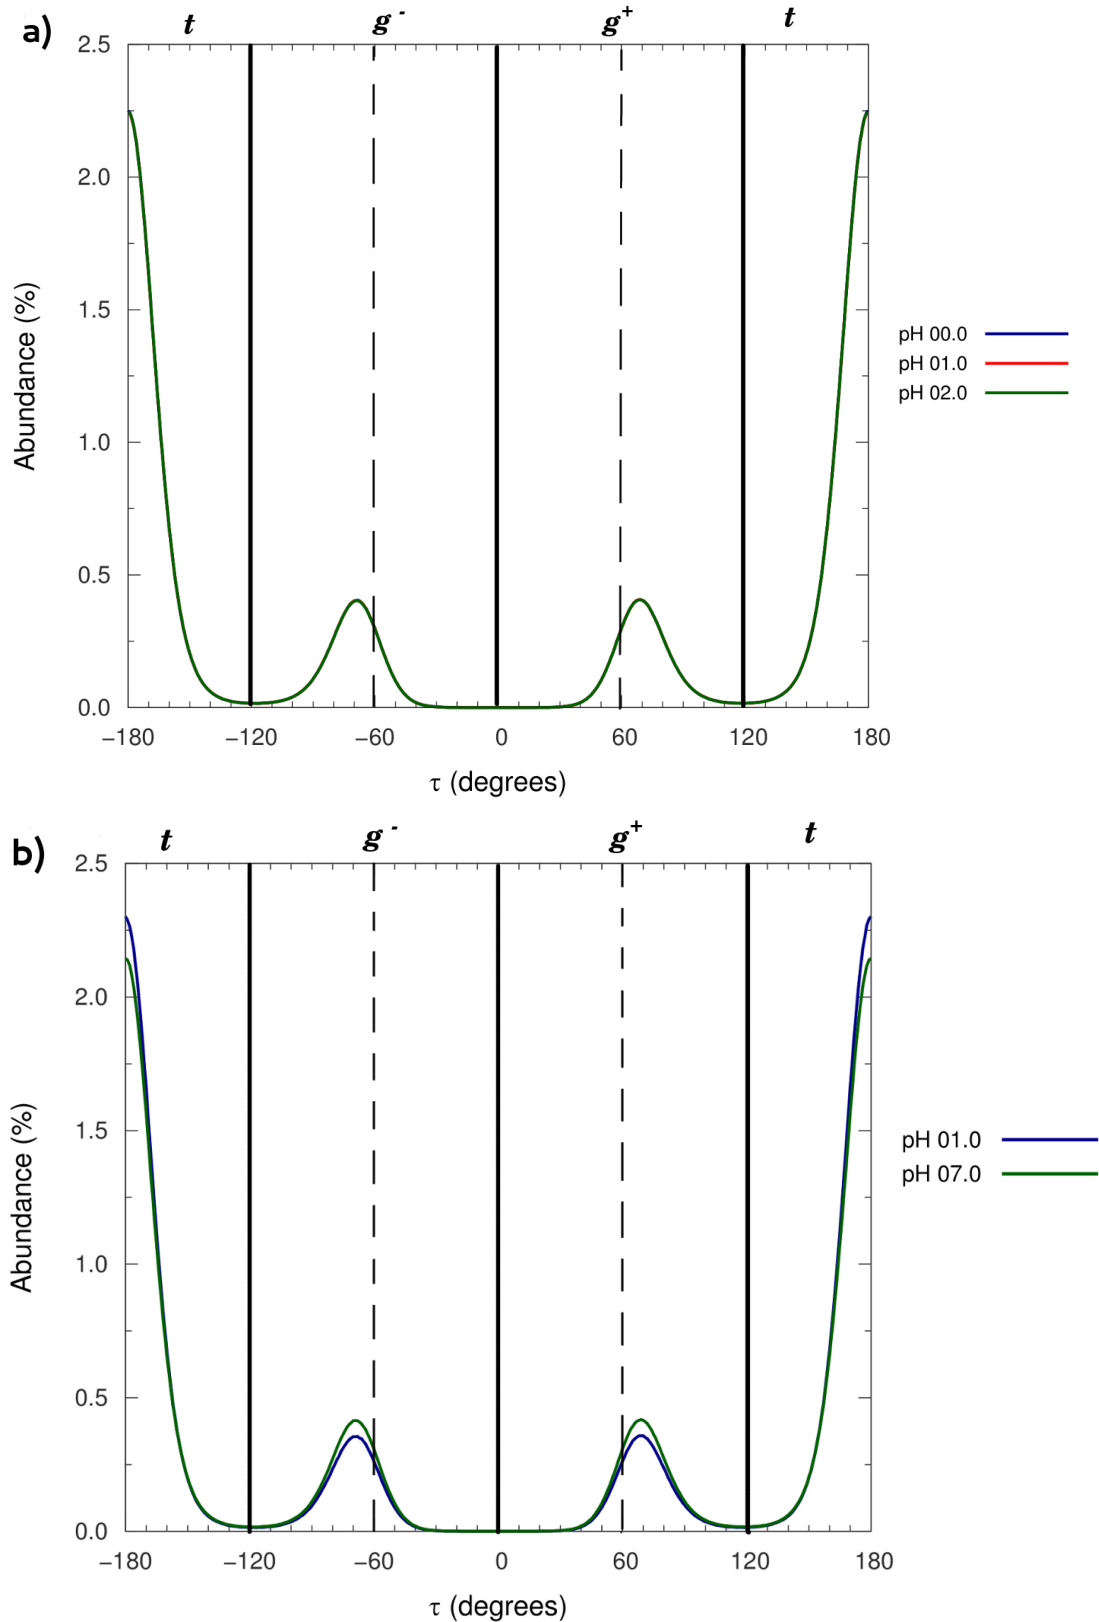 a)
t g - g + t
2.5
2.0
1.5
1.0
0.5
0.0
Abundance (%)
−180 −120 −60 0 60 120 180
τ (degrees)
pH 00.0
pH 01.0
pH 02.0
b)
t g - g + t
2.5
2.0
1.5
1.0
0.5
0.0
Abundance (%)
−180 −120 −60 0 60 120 180
τ (degrees)
pH 01.0
pH 07.0